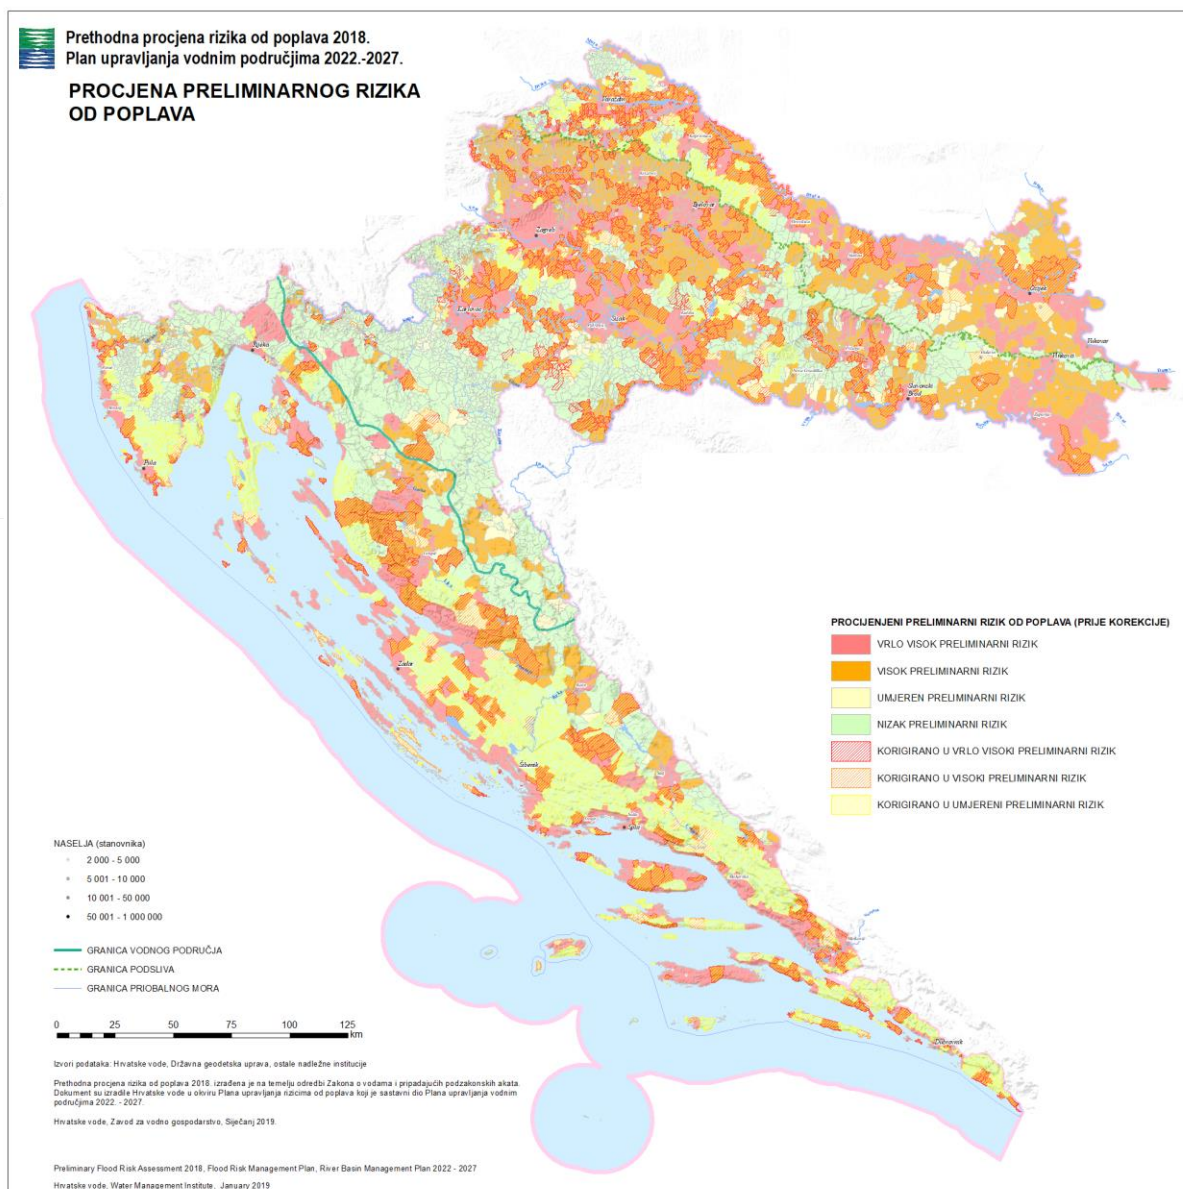 Prethodna procjena rizika od poplava 2018.
Plan upravljanja vodnim područjima 2022.-2027.
PROCJENA PRELIMINARNOG RIZIKA
OD POPLAVA
Varaždin
Bjelovar
Zagreb
Karlovac
Sisak
Osijek
Vukovar
Vinkovci
Slavonski
Brod
Rijeka
Pula
Zadar
Šibenik
Split
Dubrovnik
PROCIJENJENI PRELIMINARNI RIZIK OD POPLAVA (PRIJE KOREKCIJE)
VRLO VISOK PRELIMINARNI RIZIK
VISOK PRELIMINARNI RIZIK
UMJEREN PRELIMINARNI RIZIK
NIZAK PRELIMINARNI RIZIK
KORIGIRANO U VRLO VISOKI PRELIMINARNI RIZIK
KORIGIRANO U VISOKI PRELIMINARNI RIZIK
KORIGIRANO U UMJERENI PRELIMINARNI RIZIK
NASELJA (stanovnika)
2 000 - 5 000
5 001 - 10 000
10 001 - 50 000
50 001 - 1 000 000
GRANICA VODNOG PODRUČJA
GRANICA PODSLIVA
GRANICA PRIOBALNOG MORA
0 25 50 75 100 125
km
Izvori podataka: Hrvatske vode, Državna geodetska uprava, ostale nadležne institucije
Prethodna procjena rizika od poplava 2018. izrađena je na temelju odredbi Zakona o vodama i pripadajućih podzakonskih akata.
Dokument su izradile Hrvatske vode u okviru Plana upravljanja rizicima od poplava koji je sastavni dio Plana upravljanja vodnim
područjima 2022. - 2027.
Hrvatske vode, Zavod za vodno gospodarstvo, Siječanj 2019.
Preliminary Flood Risk Assessment 2018, Flood Risk Management Plan, River Basin Management Plan 2022 - 2027
Hrvatske vode, Water Management Institute, January 2019